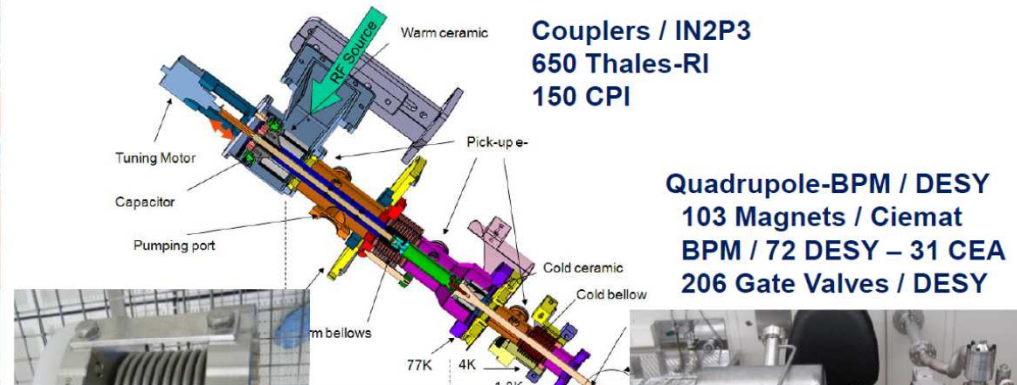 Warm ceramic
RF Source
Couplers / IN2P3
650 Thales-RI
150 CPI
Tuning Motor
Pick-up e-
Capacitor
Quadrupole-BPM / DESY
103 Magnets / Ciemat
BPM / 72 DESY – 31 CEA
206 Gate Valves / DESY
Pumping port
Cold ceramic
Cold bellow
bellows
77K
4K